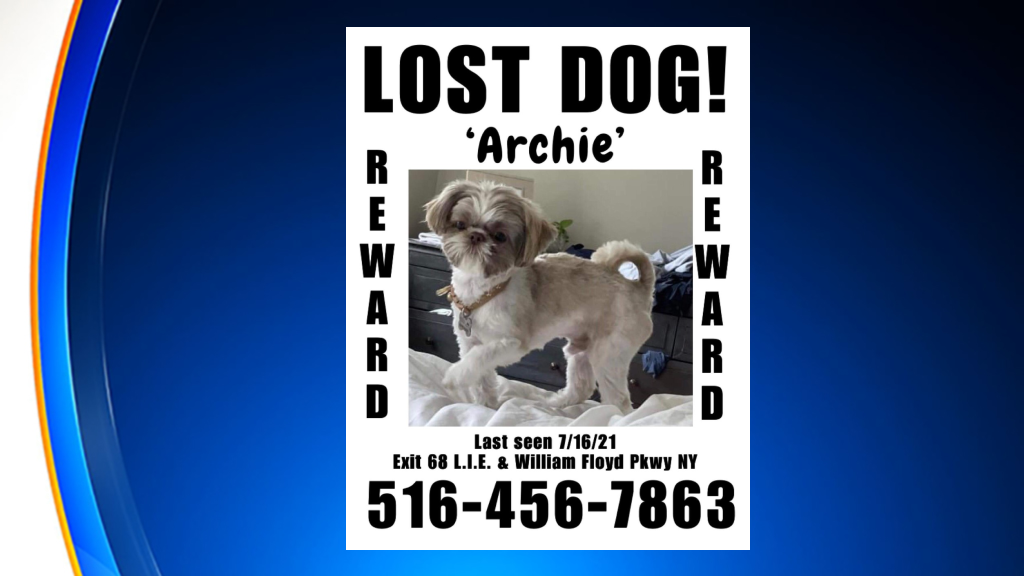 LOST DOG!
‘Archie’
REWARD
REWARD
Last seen 7/16/21
Exit 68 L.I.E. & William Floyd Pkwy NY
516-456-7863